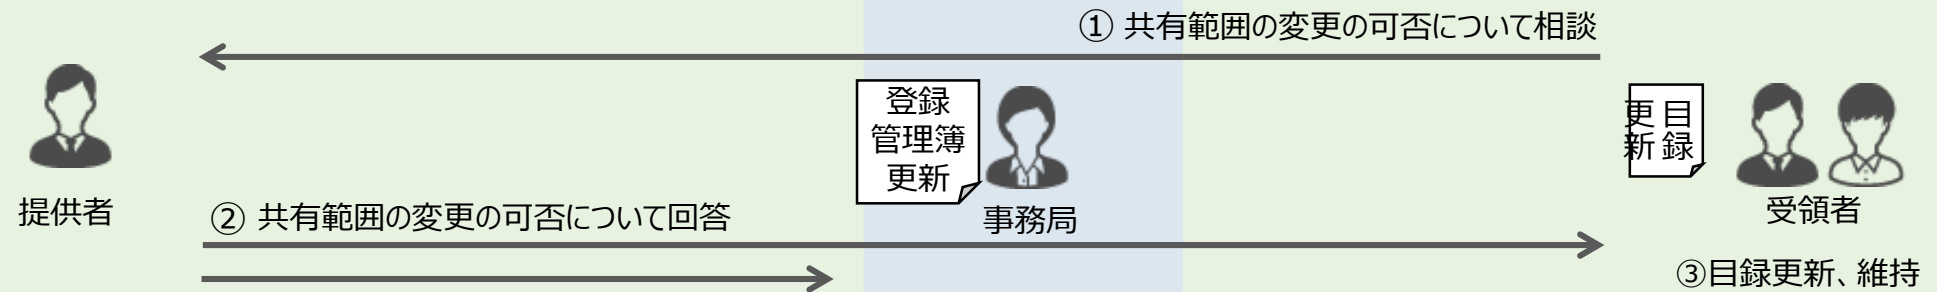 ① 共有範囲の変更の可否について相談
登録
管理簿
更新
目録
更新
提供者
② 共有範囲の変更の可否について回答
事務局
受領者
③目録更新、維持